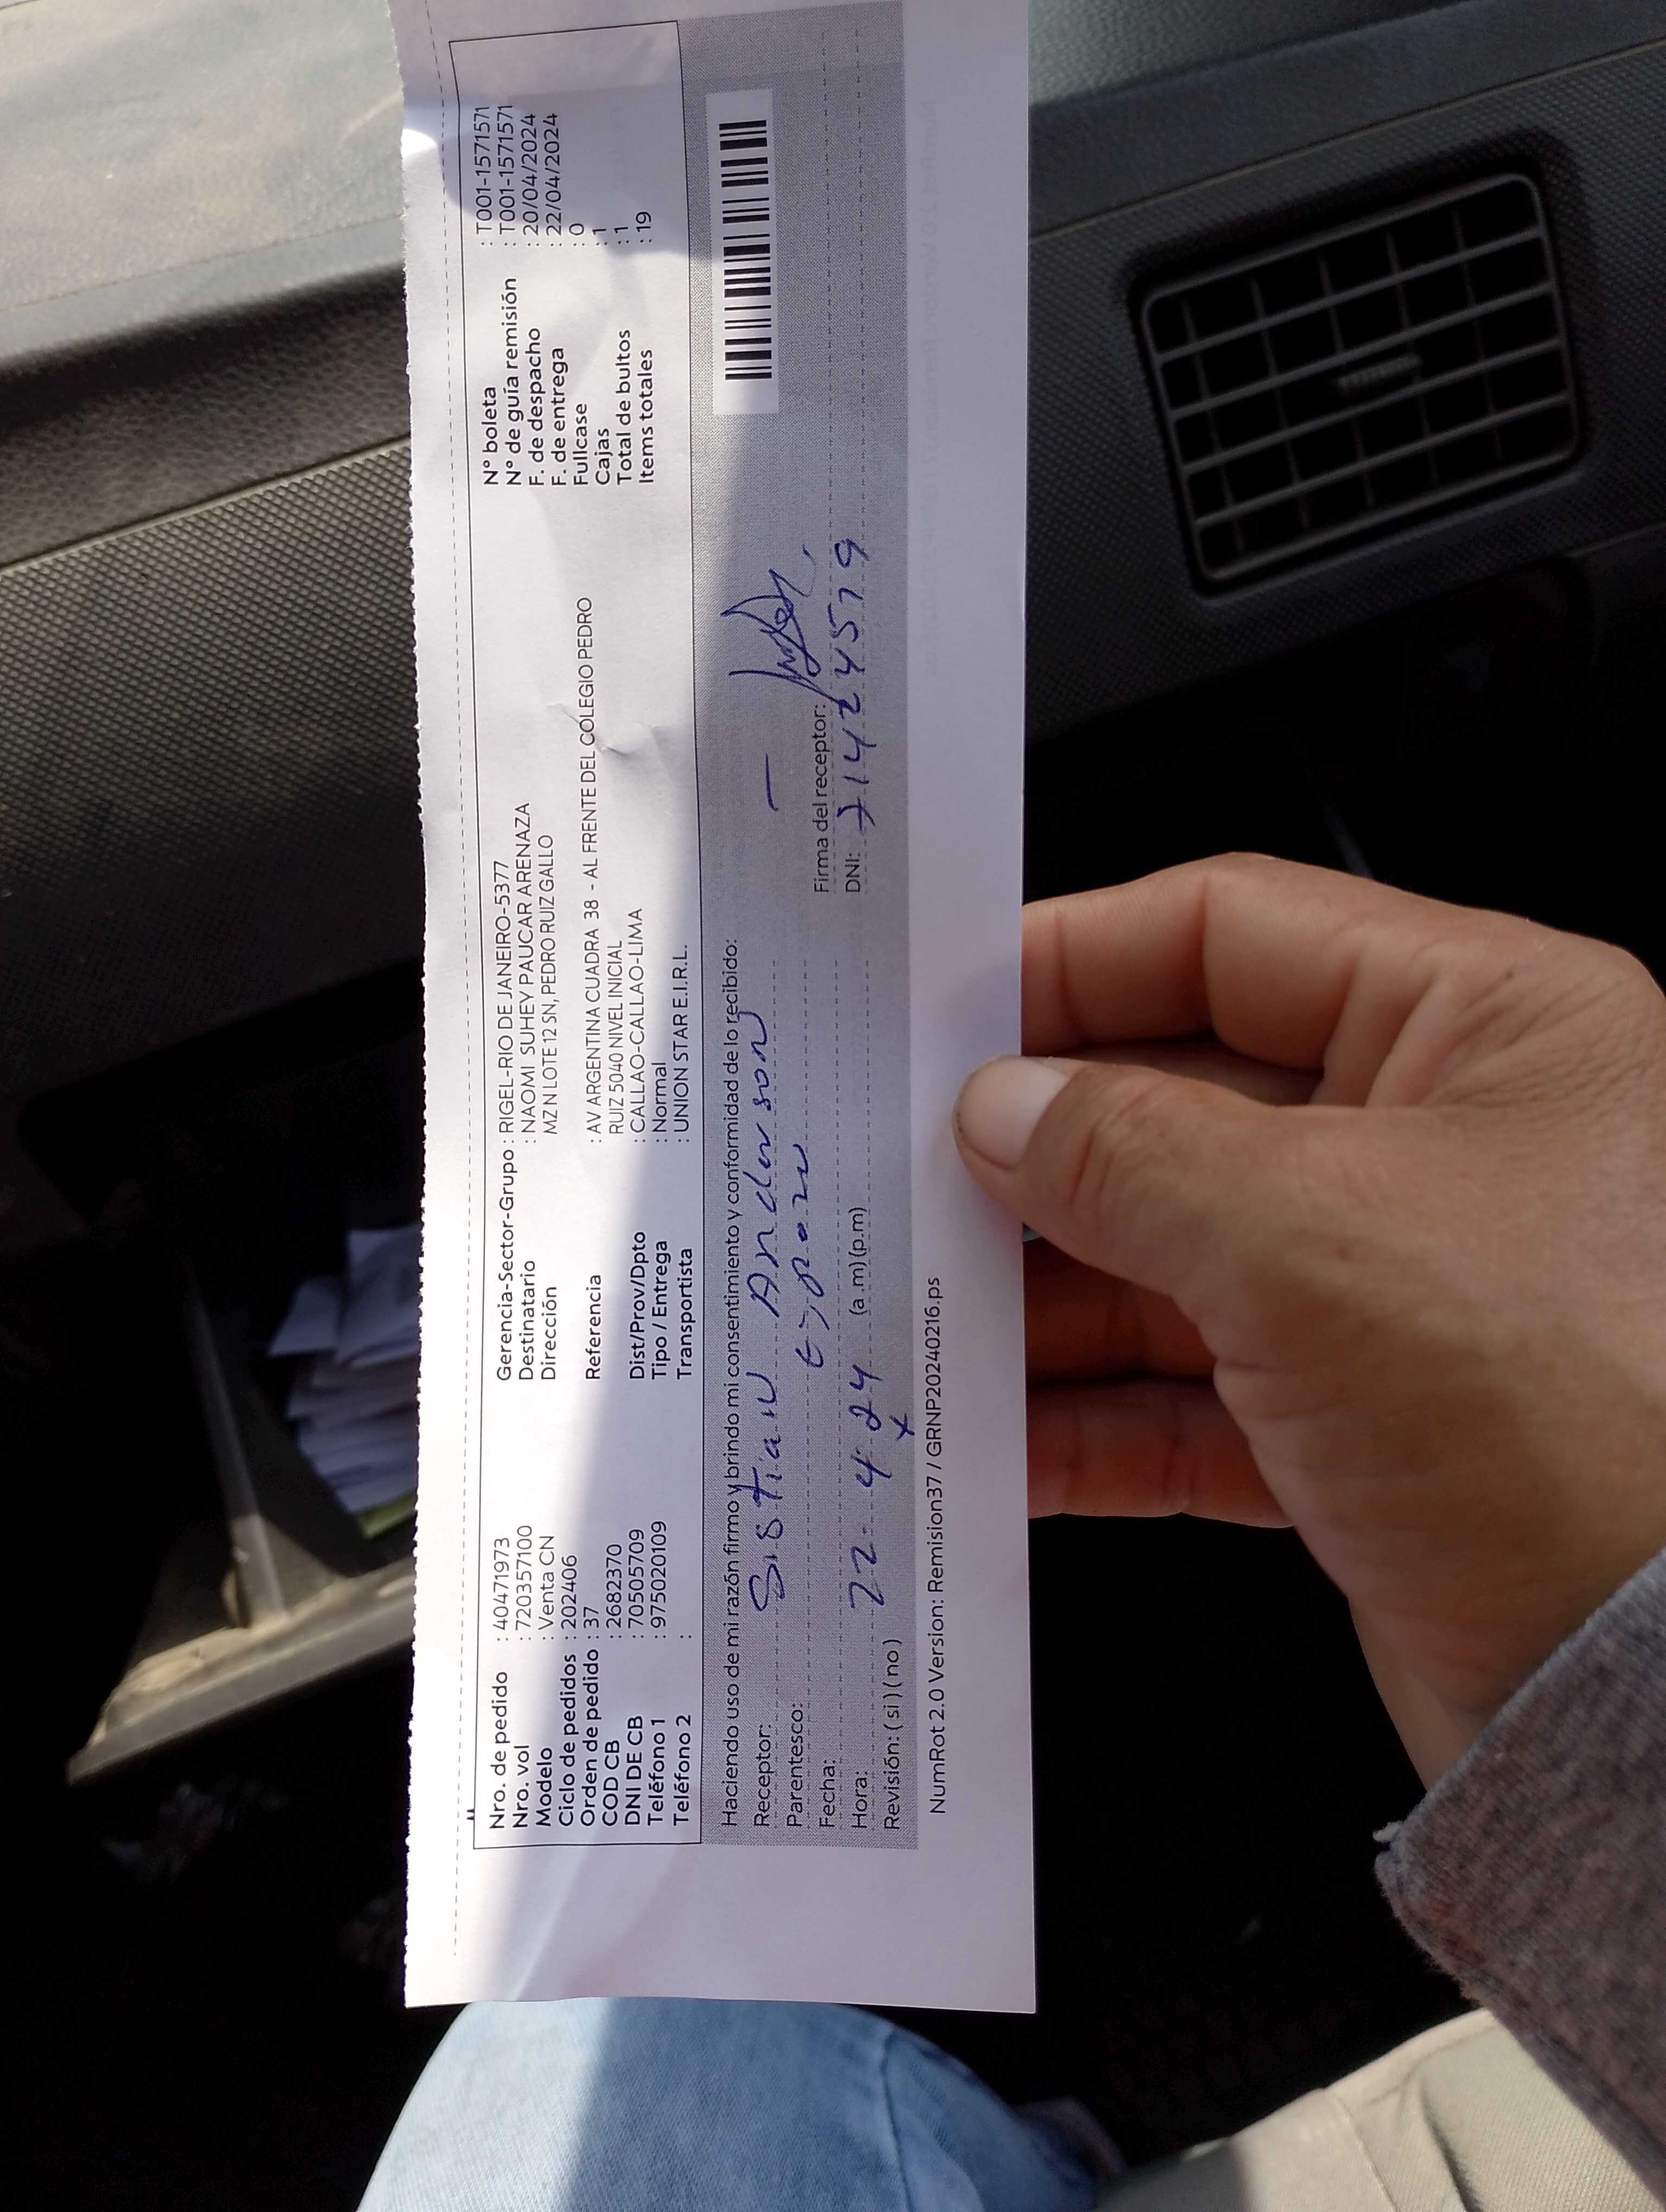 Nro. de pedido : 40471973
Nro. vol : 720357100
Modelo : Venta CN
Ciclo de pedidos : 202406
Orden de pedido : 37
COD CB : 2682370
DNI DE CB : 70505709
Teléfono 1 : 975020109
Teléfono 2 :
Gerencia-Sector-Grupo : RIGEL-RIO DE JANEIRO-5377
Destinatario : NAOMI SUHEY PAUCAR ARENAZA
Dirección MZ N LOTE 12 SN, PEDRO RUIZ GALLO
Referencia : AV ARGENTINA CUADRA 38 - AL FRENTE DEL COLEGIO PEDRO
RUIZ 5040 NIVEL INICIAL
Dist/Prov/Dpto : CALLAO-CALLAO-LIMA
Tipo / Entrega : Normal
Transportista : UNION STAR E.I.R.L.
N° boleta : T001-1571571
N° de guía remisión : T001-1571571
F. de despacho : 20/04/2024
F. de entrega : 22/04/2024
Fullcase : 0
Cajas : 1
Total de bultos : 1
Items totales : 19
Haciendo uso de mi razón firmo y brindo mi consentimiento y conformidad de lo recibido:
Receptor: Anderson
Parentesco:
Fecha:
Hora: 22 4 24 (a .m) (p.m)
Revisión: ( si ) ( no )
Firma del receptor:
DNI: 71424579
NumRot 2.0 Version: Remision37 / GRNP20240216.ps